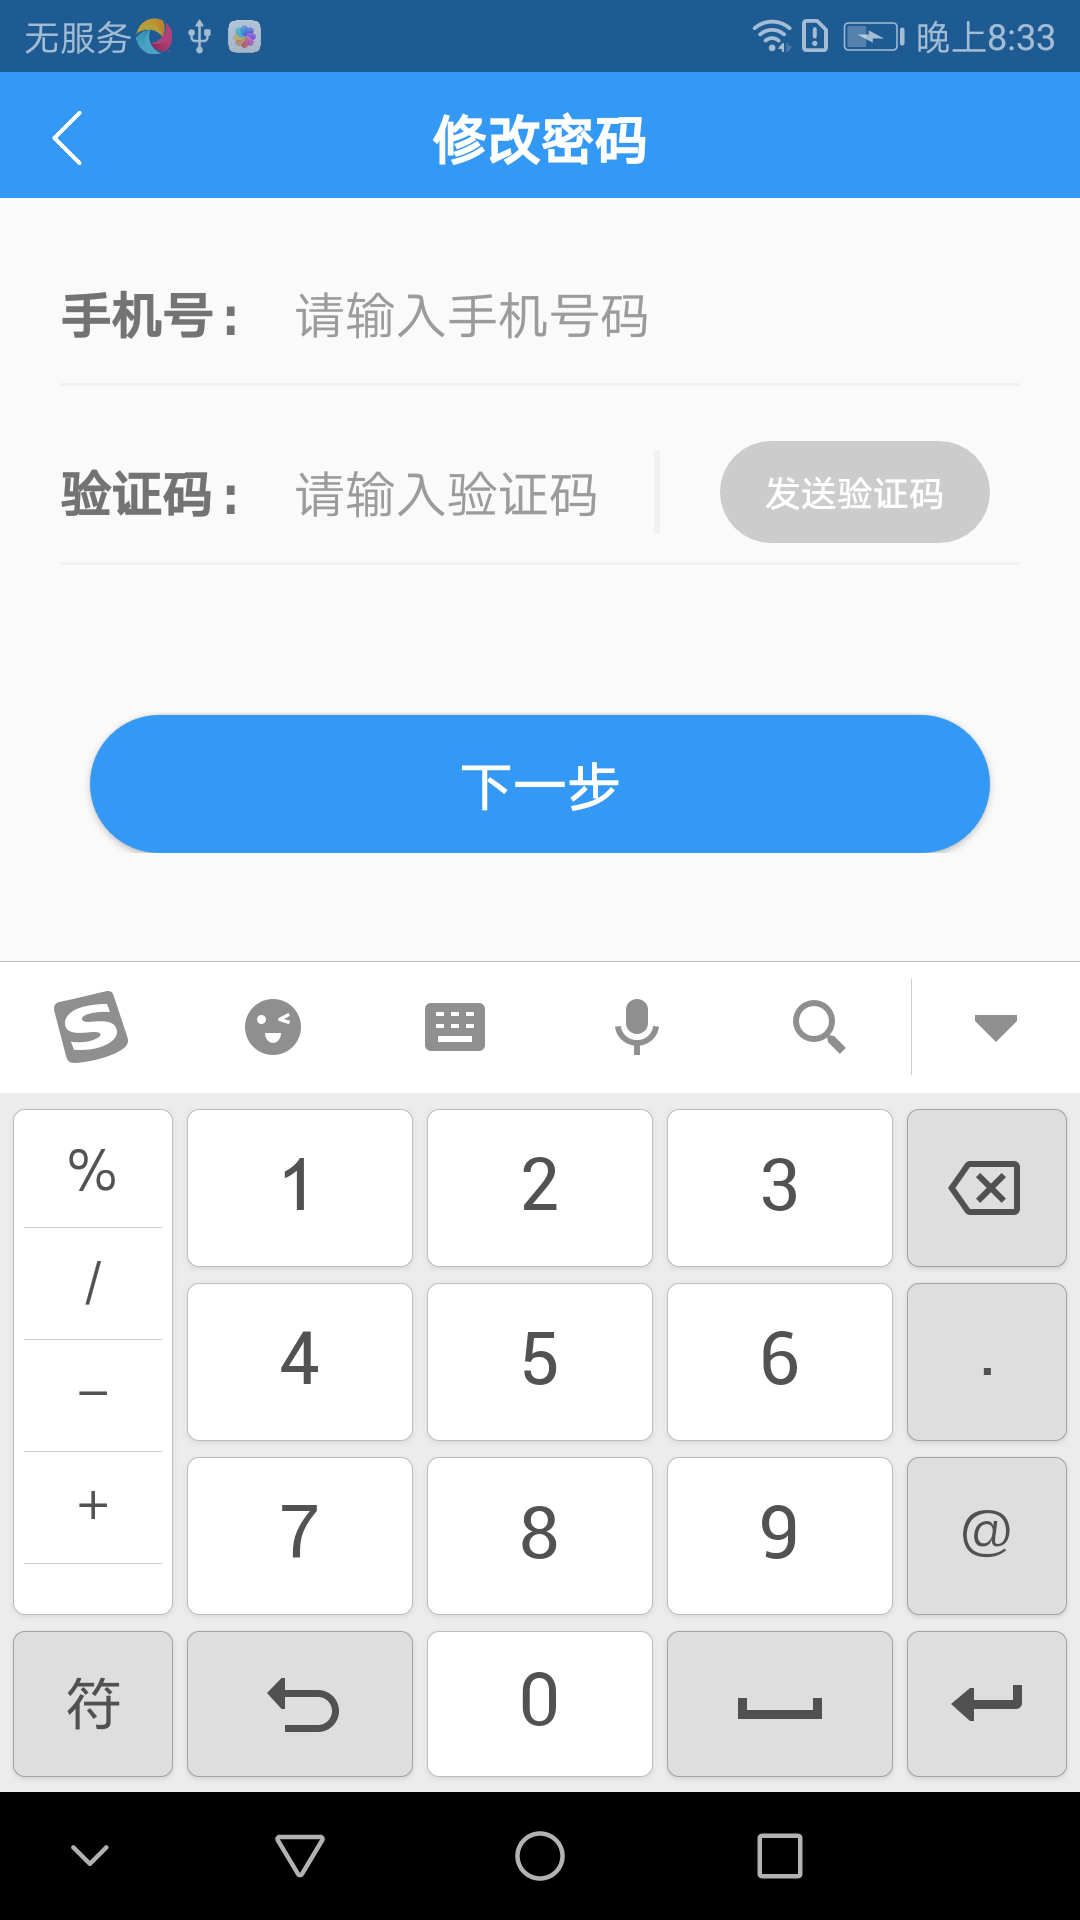 无服务 晚上8:33
修改密码
手机号： 请输入手机号码
验证码： 请输入验证码 发送验证码
下一步
% 1 2 3
/ 4 5 6 .
−
+ 7 8 9 @
符 0